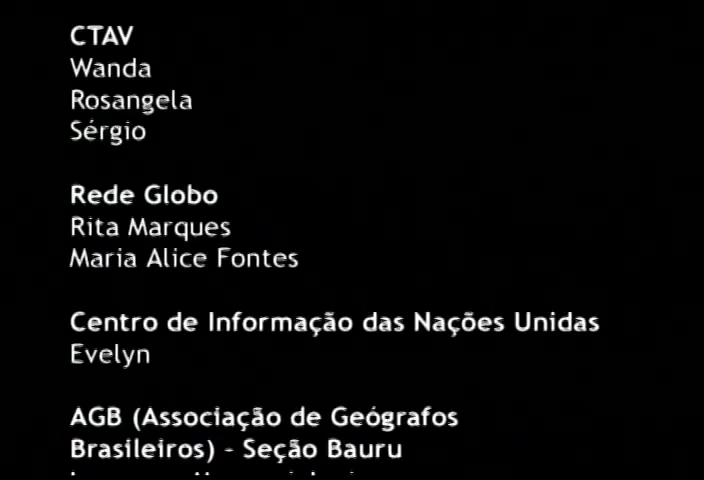 CTAV
Wanda
Rosangela
Sérgio
Rede Globo
Rita Marques
Maria Alice Fontes
Centro de Informação das Nações Unidas
Evelyn
AGB (Associação de Geógrafos
Brasileiros) - Seção Bauru